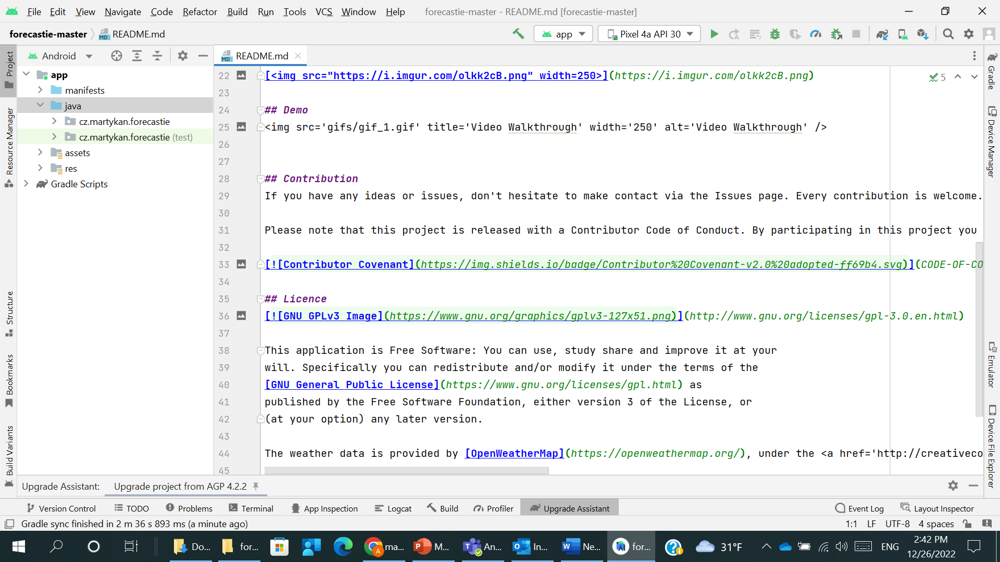 File Edit View Navigate Code Refactor Build Run Tools VCS Window Help forecastie-master - README.md [forecastie-master]
forecastie-master README.md app Pixel 4a API 30
Android
README.md
Project
Resource Manager
Structure
Bookmarks
Build Variants
app
manifests
java
cz.martykan.forecastie
cz.martykan.forecastie (test)
assets
res
Gradle Scripts
5
22 [<img src="https://i.imgur.com/olkk2cB.png" width=250>](https://i.imgur.com/olkk2cB.png)
23
24 ## Demo
25 <img src='gifs/gif_1.gif' title='Video Walkthrough' width='250' alt='Video Walkthrough' />
26
27
28 ## Contribution
29 If you have any ideas or issues, don't hesitate to make contact via the Issues page. Every contribution is welcome.
30
31 Please note that this project is released with a Contributor Code of Conduct. By participating in this project you
32
33 [![Contributor Covenant](https://img.shields.io/badge/Contributor%20Covenant-v2.0%20adopted-ff69b4.svg)](CODE-OF-CO
34
35 ## Licence
36 [![GNU GPLv3 Image](https://www.gnu.org/graphics/gplv3-127x51.png)](http://www.gnu.org/licenses/gpl-3.0.en.html)
37
38 This application is Free Software: You can use, study share and improve it at your
39 will. Specifically you can redistribute and/or modify it under the terms of the
40 [GNU General Public License](https://www.gnu.org/licenses/gpl.html) as
41 published by the Free Software Foundation, either version 3 of the License, or
42 (at your option) any later version.
43
44 The weather data is provided by [OpenWeatherMap](https://openweathermap.org/), under the <a href='http://creativeco
45
Gradle
Device Manager
Emulator
Device File Explorer
Upgrade Assistant: Upgrade project from AGP 4.2.2
Version Control TODO Problems Terminal App Inspection Logcat Build Profiler Upgrade Assistant Event Log Layout Inspector
Gradle sync finished in 2 m 36 s 893 ms (a minute ago) 1:1 LF UTF-8 4 spaces
Do... for... ma... M... An... In... Ne... for... 31°F ENG 2:42 PM
12/26/2022